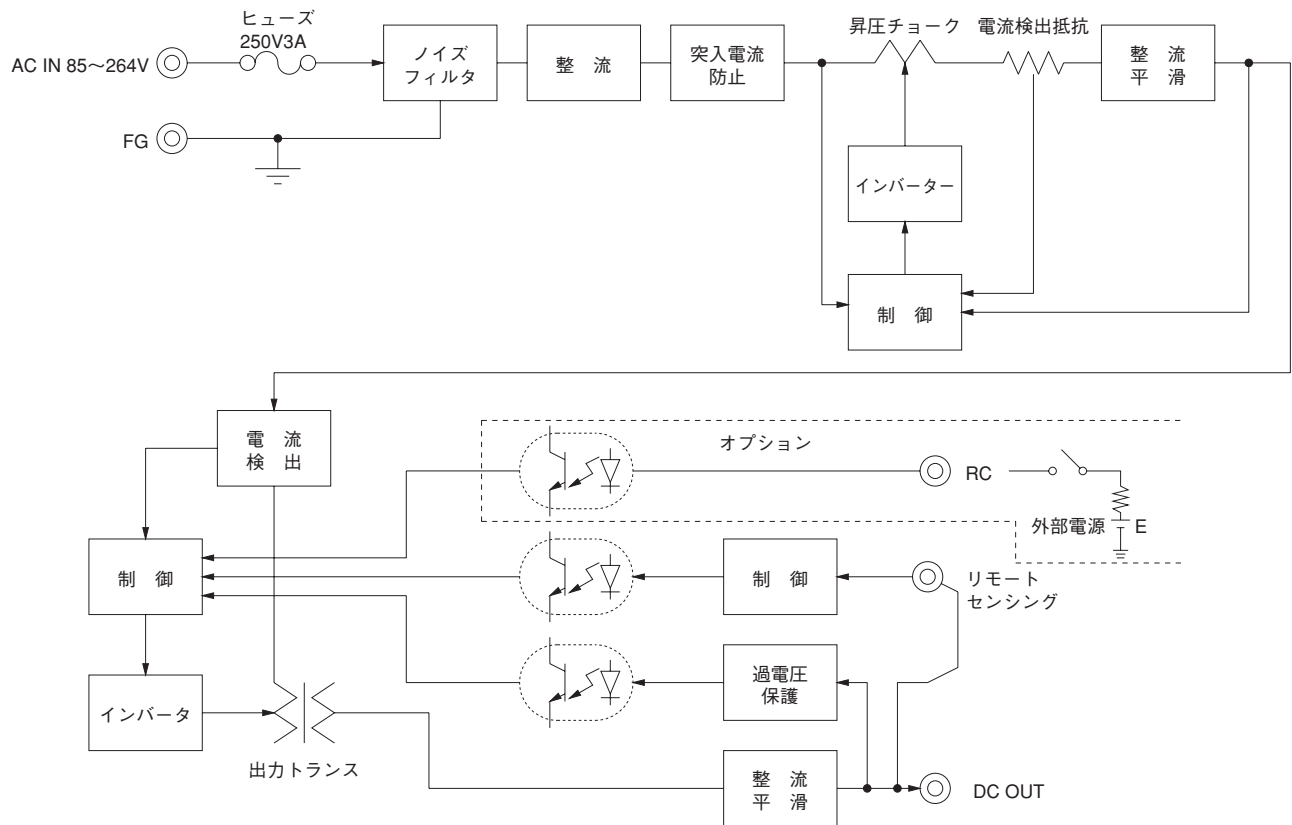 ヒューズ
250V3A
AC IN 85〜264V
ノイズ
フィルタ
整 流
突入電流
防止
昇圧チョーク
電流検出抵抗
整 流
平 滑
FG
インバーター
制 御
電 流
検 出
オプション
RC
外部電源
E
制 御
制 御
リモート
センシング
過電圧
保護
インバータ
出力トランス
整 流
平 滑
DC OUT